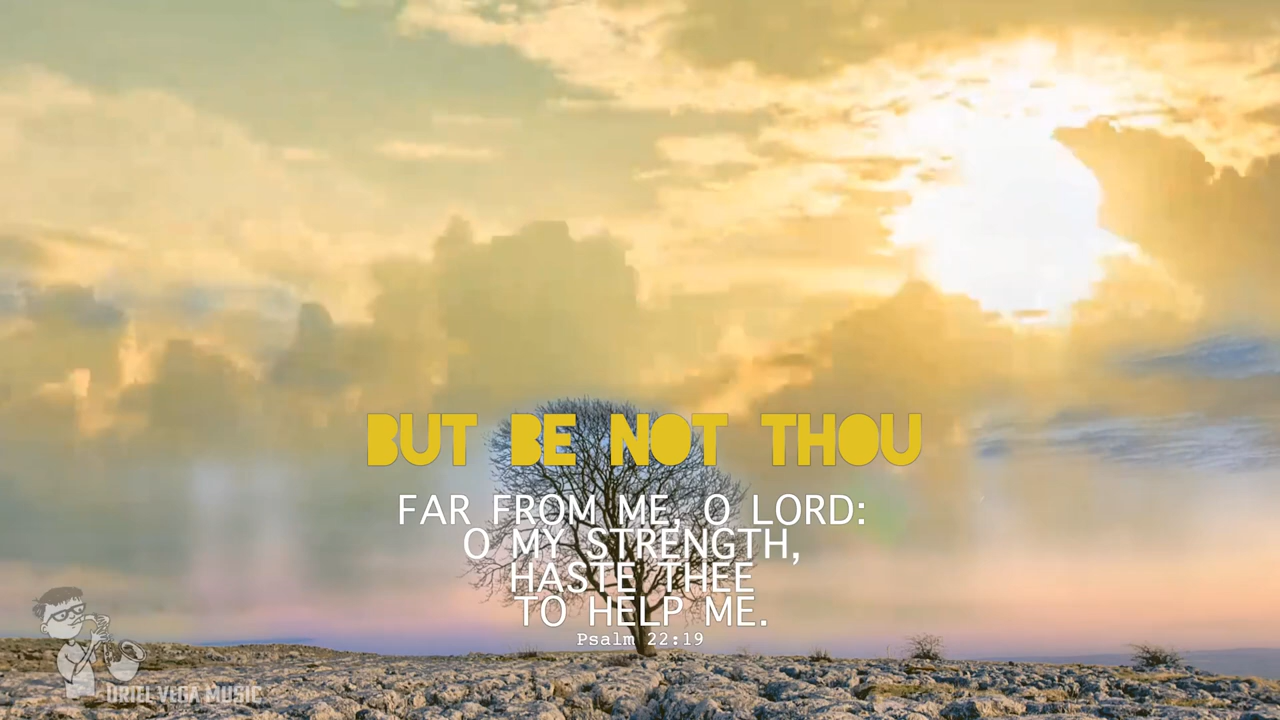 BUT BE NOT THOU
FAR FROM ME, O LORD:
O MY STRENGTH,
HASTE THEE
TO HELP ME.
Psalm 22:19
URIEL VEGA MUSIC